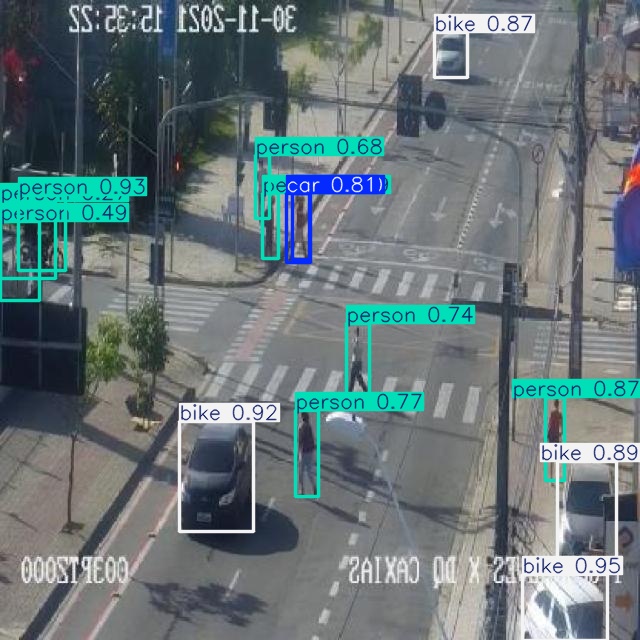 30-11-2021 15:35:22
bike 0.87
person 0.68
person 0.93
car 0.81
person 0.49
person 0.74
person 0.87
person 0.77
bike 0.92
bike 0.89
bike 0.95
X DQ CAXIAS